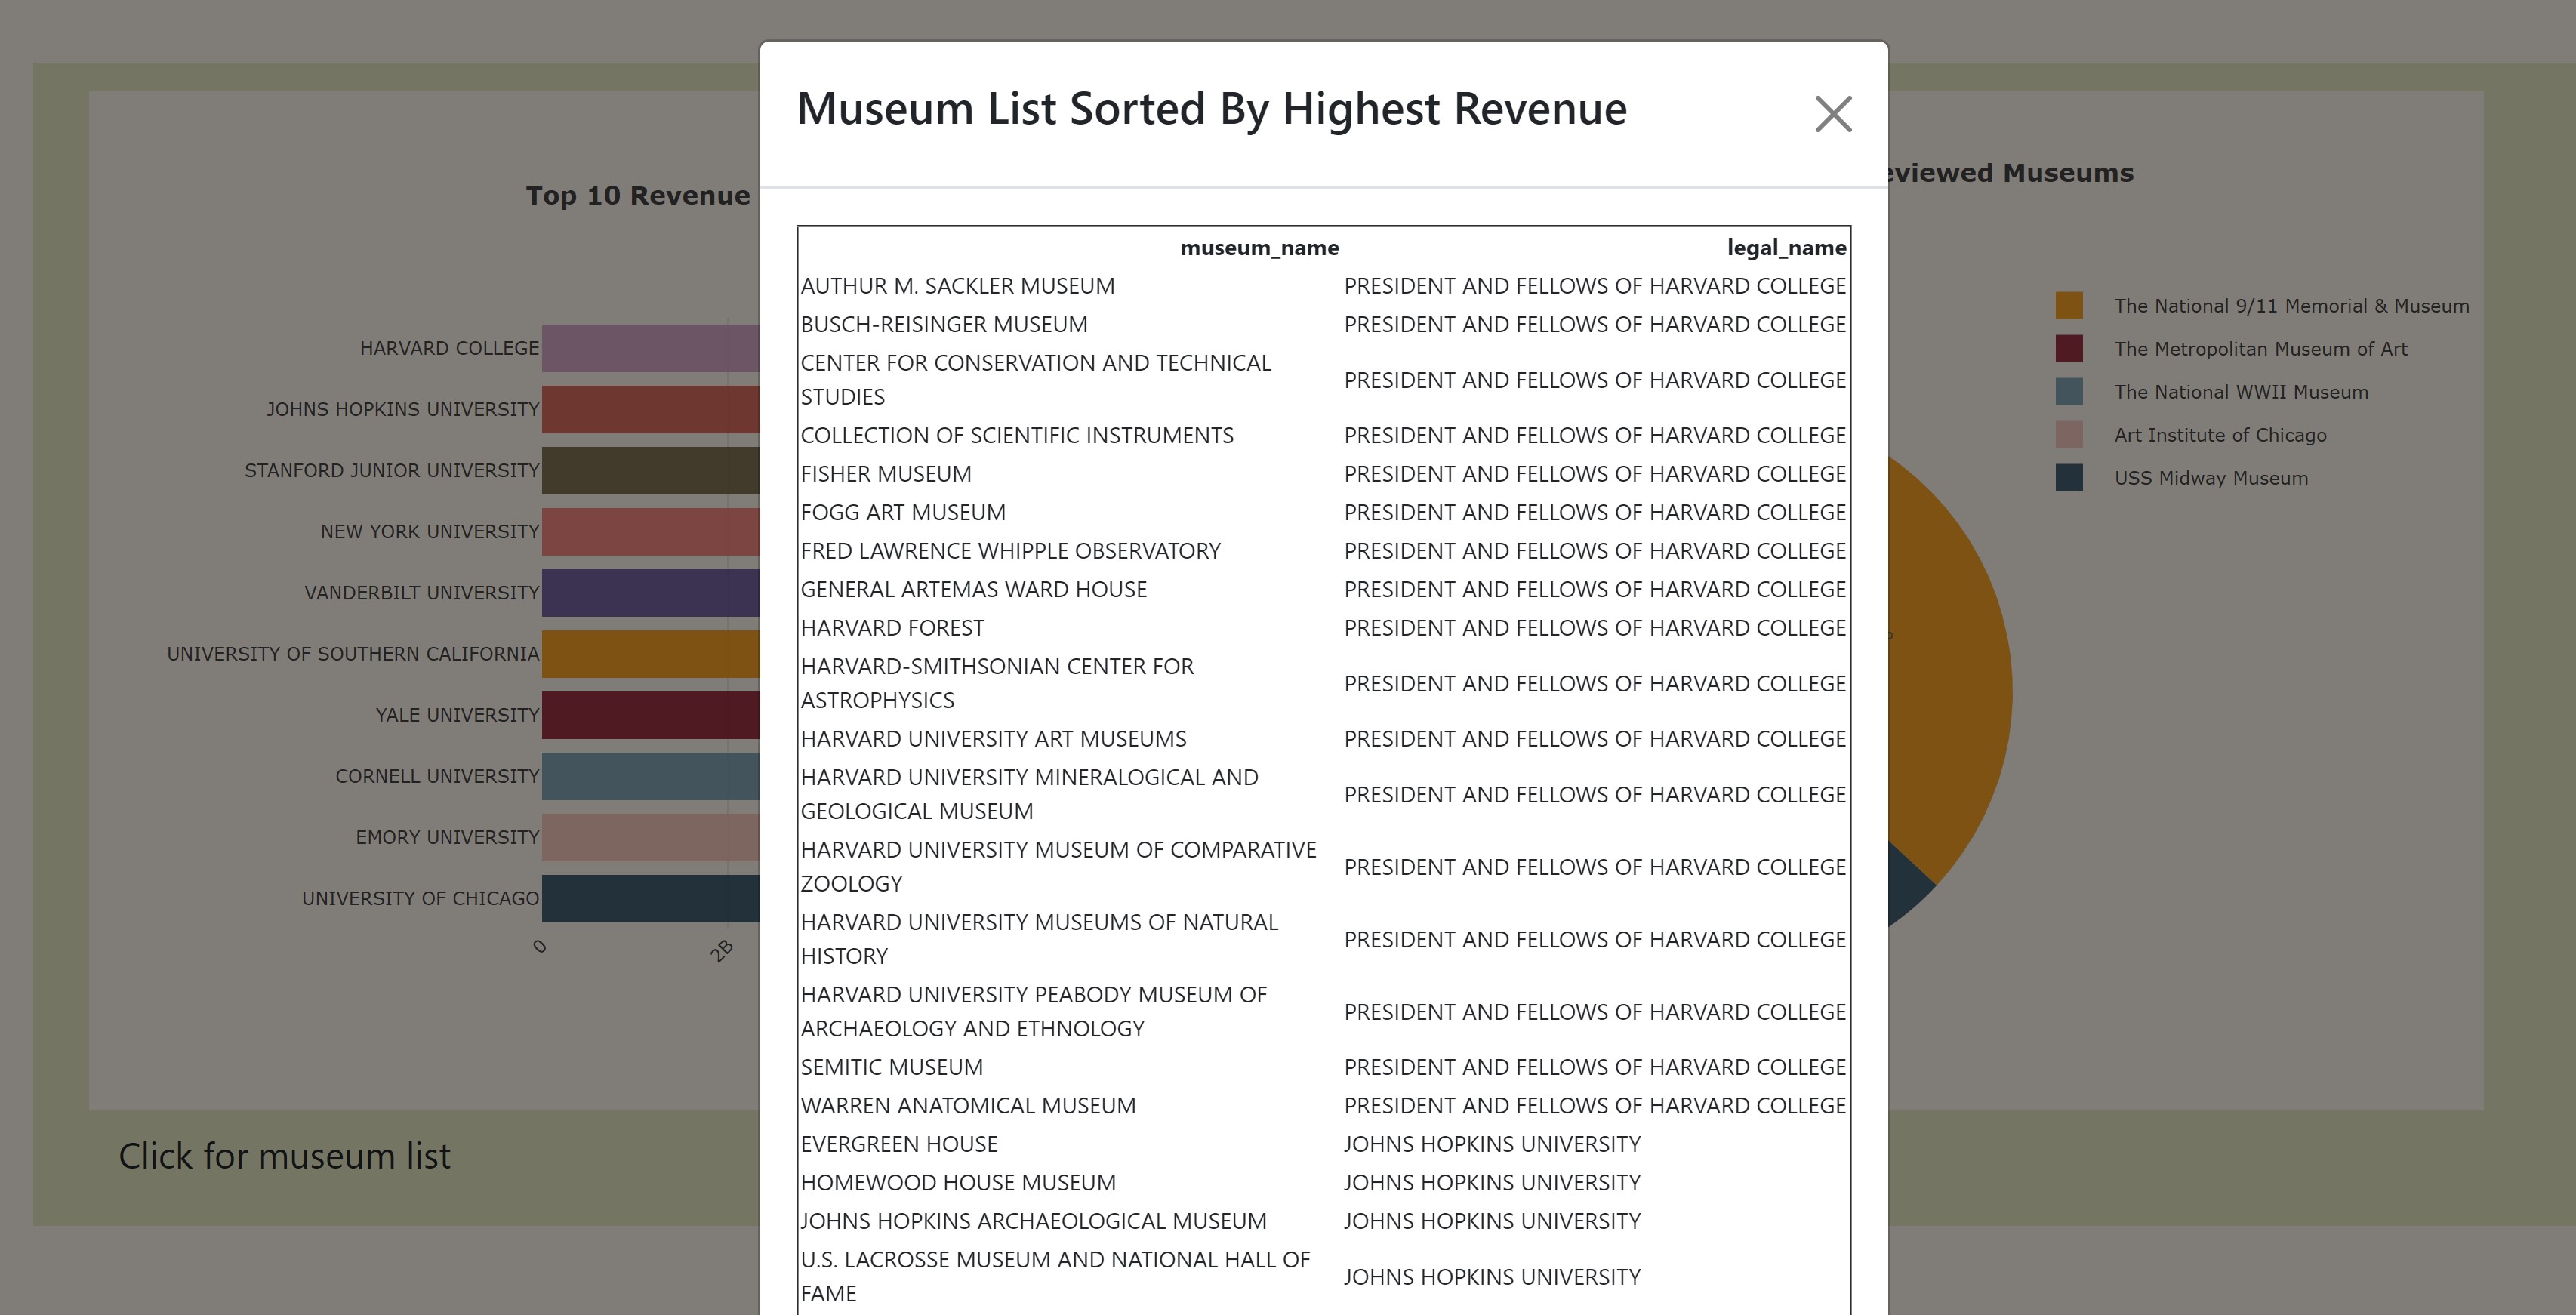 Museum List Sorted By Highest Revenue
museum_name legal_name
AUTHUR M. SACKLER MUSEUM PRESIDENT AND FELLOWS OF HARVARD COLLEGE
BUSCH-REISINGER MUSEUM PRESIDENT AND FELLOWS OF HARVARD COLLEGE
CENTER FOR CONSERVATION AND TECHNICAL
STUDIES PRESIDENT AND FELLOWS OF HARVARD COLLEGE
COLLECTION OF SCIENTIFIC INSTRUMENTS PRESIDENT AND FELLOWS OF HARVARD COLLEGE
FISHER MUSEUM PRESIDENT AND FELLOWS OF HARVARD COLLEGE
FOGG ART MUSEUM PRESIDENT AND FELLOWS OF HARVARD COLLEGE
FRED LAWRENCE WHIPPLE OBSERVATORY PRESIDENT AND FELLOWS OF HARVARD COLLEGE
GENERAL ARTEMAS WARD HOUSE PRESIDENT AND FELLOWS OF HARVARD COLLEGE
HARVARD FOREST PRESIDENT AND FELLOWS OF HARVARD COLLEGE
HARVARD-SMITHSONIAN CENTER FOR
ASTROPHYSICS PRESIDENT AND FELLOWS OF HARVARD COLLEGE
HARVARD UNIVERSITY ART MUSEUMS PRESIDENT AND FELLOWS OF HARVARD COLLEGE
HARVARD UNIVERSITY MINERALOGICAL AND
GEOLOGICAL MUSEUM PRESIDENT AND FELLOWS OF HARVARD COLLEGE
HARVARD UNIVERSITY MUSEUM OF COMPARATIVE
ZOOLOGY PRESIDENT AND FELLOWS OF HARVARD COLLEGE
HARVARD UNIVERSITY MUSEUMS OF NATURAL
HISTORY PRESIDENT AND FELLOWS OF HARVARD COLLEGE
HARVARD UNIVERSITY PEABODY MUSEUM OF
ARCHAEOLOGY AND ETHNOLOGY PRESIDENT AND FELLOWS OF HARVARD COLLEGE
SEMITIC MUSEUM PRESIDENT AND FELLOWS OF HARVARD COLLEGE
WARREN ANATOMICAL MUSEUM PRESIDENT AND FELLOWS OF HARVARD COLLEGE
EVERGREEN HOUSE JOHNS HOPKINS UNIVERSITY
HOMEWOOD HOUSE MUSEUM JOHNS HOPKINS UNIVERSITY
JOHNS HOPKINS ARCHAEOLOGICAL MUSEUM JOHNS HOPKINS UNIVERSITY
U.S. LACROSSE MUSEUM AND NATIONAL HALL OF
FAME JOHNS HOPKINS UNIVERSITY
Top 10 Revenue
HARVARD COLLEGE
JOHNS HOPKINS UNIVERSITY
STANFORD JUNIOR UNIVERSITY
NEW YORK UNIVERSITY
VANDERBILT UNIVERSITY
UNIVERSITY OF SOUTHERN CALIFORNIA
YALE UNIVERSITY
CORNELL UNIVERSITY
EMORY UNIVERSITY
UNIVERSITY OF CHICAGO
0
2B
Click for museum list
eviewed Museums
The National 9/11 Memorial & Museum
The Metropolitan Museum of Art
The National WWII Museum
Art Institute of Chicago
USS Midway Museum